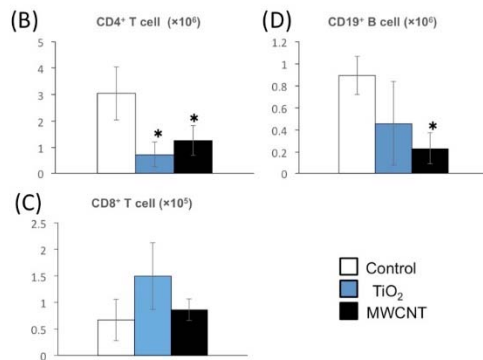 (B)
CD4⁺ T cell (×10⁶)
5
4
3
2
1
0
*
*
(D)
CD19⁺ B cell (×10⁶)
1.2
1
0.8
0.6
0.4
0.2
0
*
(C)
CD8⁺ T cell (×10⁵)
2.5
2
1.5
1
0.5
0
Control
TiO₂
MWCNT